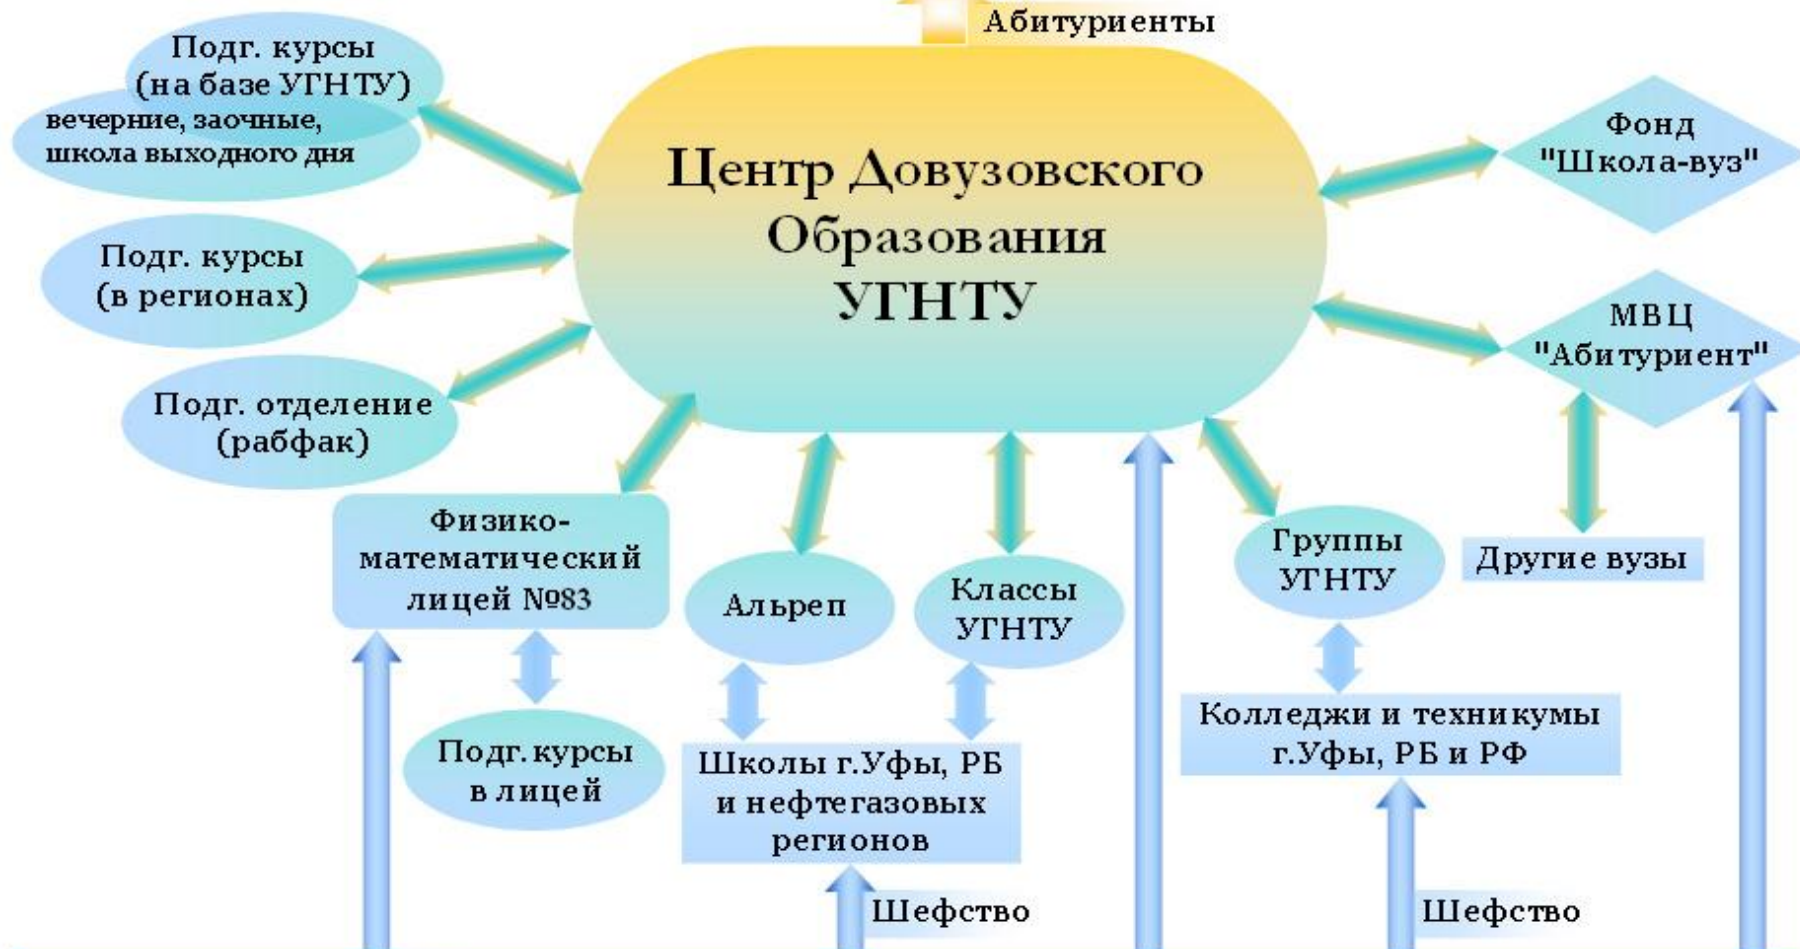 Абитуриенты
Подг. курсы
(на базе УГНТУ)
вечерние, заочные,
школа выходного дня
Центр Довузовского
Образования
УГНТУ
Фонд
"Школа-вуз"
Подг. курсы
(в регионах)
МВЦ
"Абитуриент"
Подг. отделение
(рабфак)
Физико-
математический
лицей №83
Альреп
Классы
УГНТУ
Группы
УГНТУ
Другие вузы
Подг.курсы
в лицей
Школы г.Уфы, РБ
и нефтегазовых
регионов
Колледжи и техникумы
г.Уфы, РБ и РФ
Шефство
Шефство